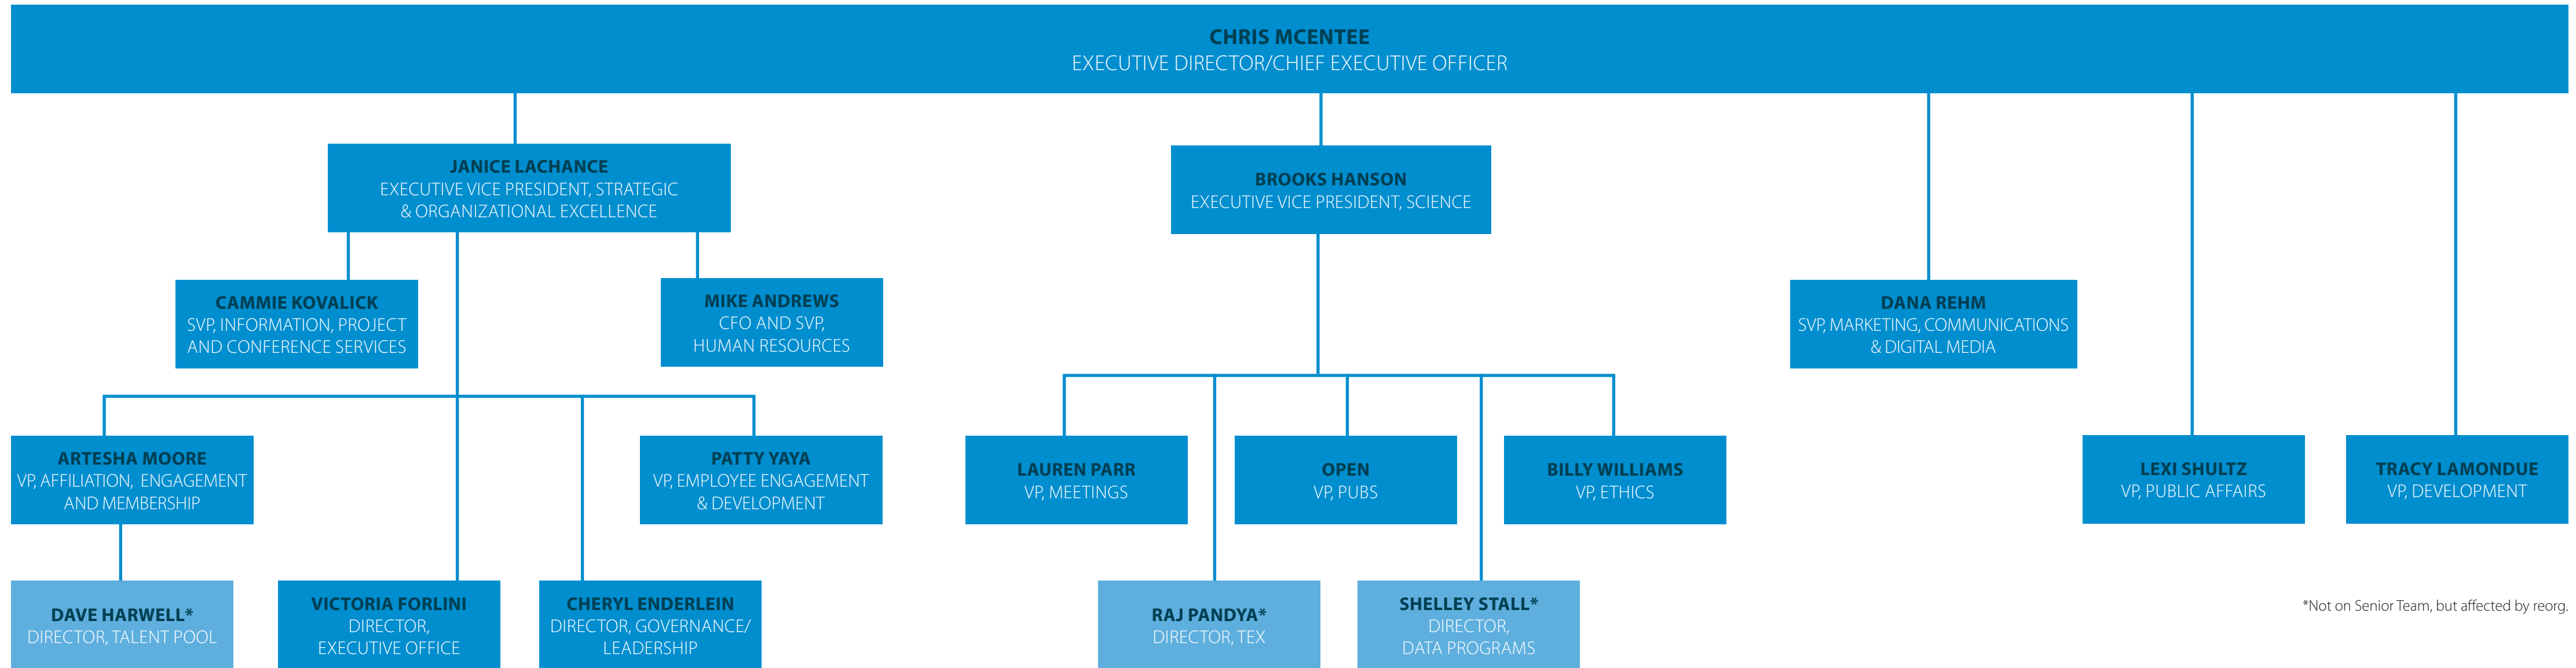 CHRIS MCENTEE
EXECUTIVE DIRECTOR/CHIEF EXECUTIVE OFFICER
JANICE LACHANCE
EXECUTIVE VICE PRESIDENT, STRATEGIC
& ORGANIZATIONAL EXCELLENCE
BROOKS HANSON
EXECUTIVE VICE PRESIDENT, SCIENCE
CAMMIE KOVALICK
SVP, INFORMATION, PROJECT
AND CONFERENCE SERVICES
MIKE ANDREWS
CFO AND SVP,
HUMAN RESOURCES
DANA REHM
SVP, MARKETING, COMMUNICATIONS
& DIGITAL MEDIA
ARTESHA MOORE
VP, AFFILIATION, ENGAGEMENT
AND MEMBERSHIP
PATTY YAYA
VP, EMPLOYEE ENGAGEMENT
& DEVELOPMENT
LAUREN PARR
VP, MEETINGS
OPEN
VP, PUBS
BILLY WILLIAMS
VP, ETHICS
LEXI SHULTZ
VP, PUBLIC AFFAIRS
TRACY LAMONDUE
VP, DEVELOPMENT
DAVE HARWELL*
DIRECTOR, TALENT POOL
VICTORIA FORLINI
DIRECTOR,
EXECUTIVE OFFICE
CHERYL ENDERLEIN
DIRECTOR, GOVERNANCE/
LEADERSHIP
RAJ PANDYA*
DIRECTOR, TEX
SHELLEY STALL*
DIRECTOR,
DATA PROGRAMS
*Not on Senior Team, but affected by reorg.